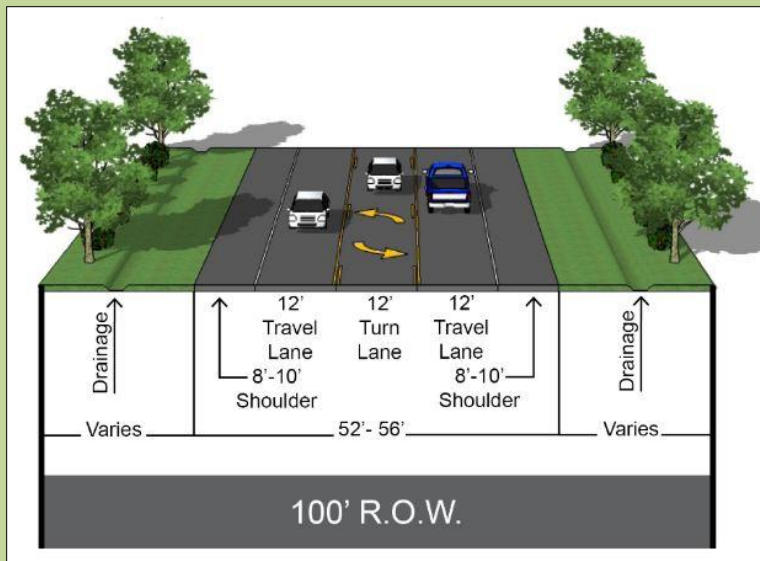 12'
Travel
Lane
12'
Turn
Lane
12'
Travel
Lane
Drainage
8'-10'
Shoulder
8'-10'
Shoulder
Drainage
Varies
52'- 56'
Varies
100' R.O.W.